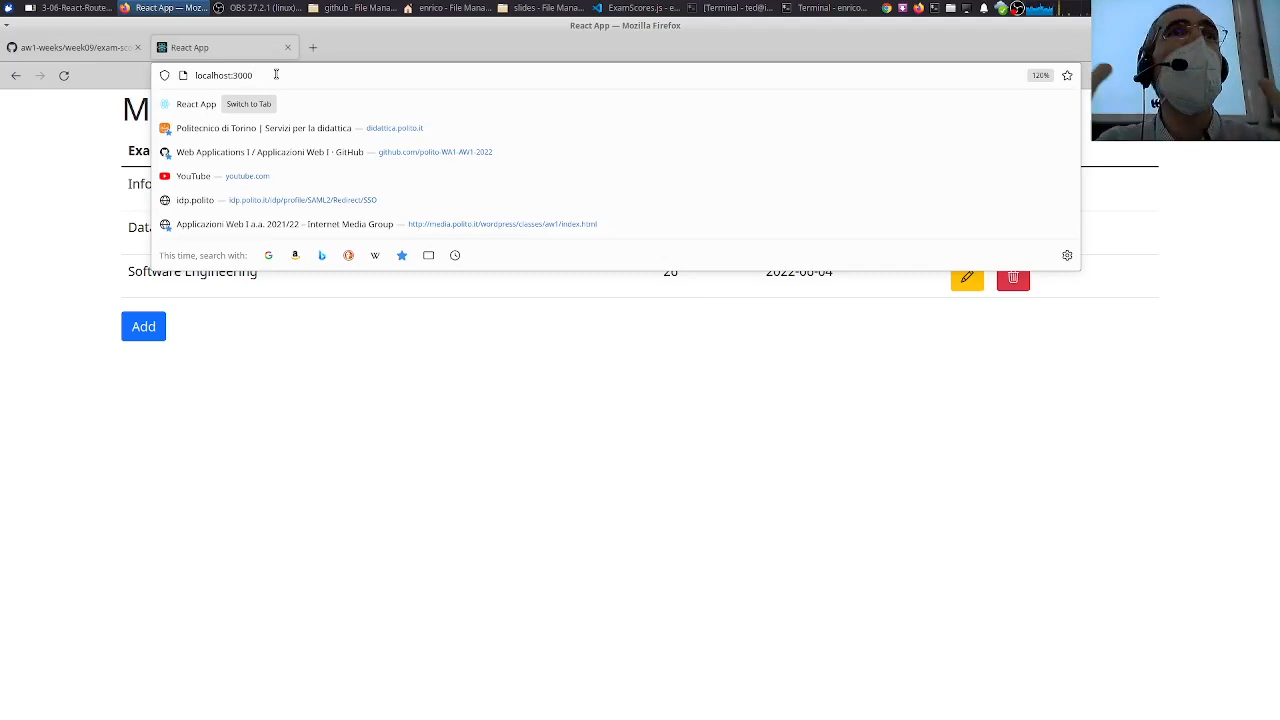 3-06-React-Route...
React App — Moz...
OBS 27.2.1 (linux)...
github - File Mana...
enrico - File Mana...
slides - File Mana...
ExamScores.js - e...
[Terminal - ted@i...
Terminal - enrico...
React App — Mozilla Firefox
aw1-weeks/week09/exam-sco
React App
localhost:3000
120%
React App Switch to Tab
Politecnico di Torino | Servizi per la didattica — didattica.polito.it
Web Applications I / Applicazioni Web I · GitHub — github.com/polito-WA1-AW1-2022
YouTube — youtube.com
idp.polito — idp.polito.it/idp/profile/SAML2/Redirect/SSO
Applicazioni Web I a.a. 2021/22 – Internet Media Group — http://media.polito.it/wordpress/classes/aw1/index.html
This time, search with:
M
Exa
Info
Data
Software Engineering 26 2022-06-04
Add